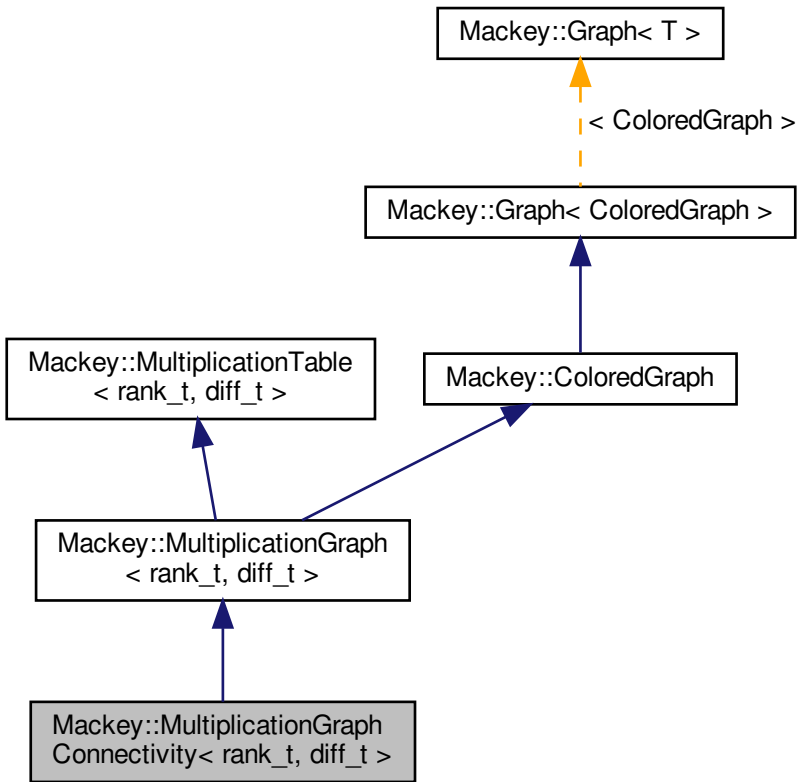 Mackey::Graph< T >
< ColoredGraph >
Mackey::Graph< ColoredGraph >
Mackey::MultiplicationTable
< rank_t, diff_t >
Mackey::ColoredGraph
Mackey::MultiplicationGraph
< rank_t, diff_t >
Mackey::MultiplicationGraph
Connectivity< rank_t, diff_t >